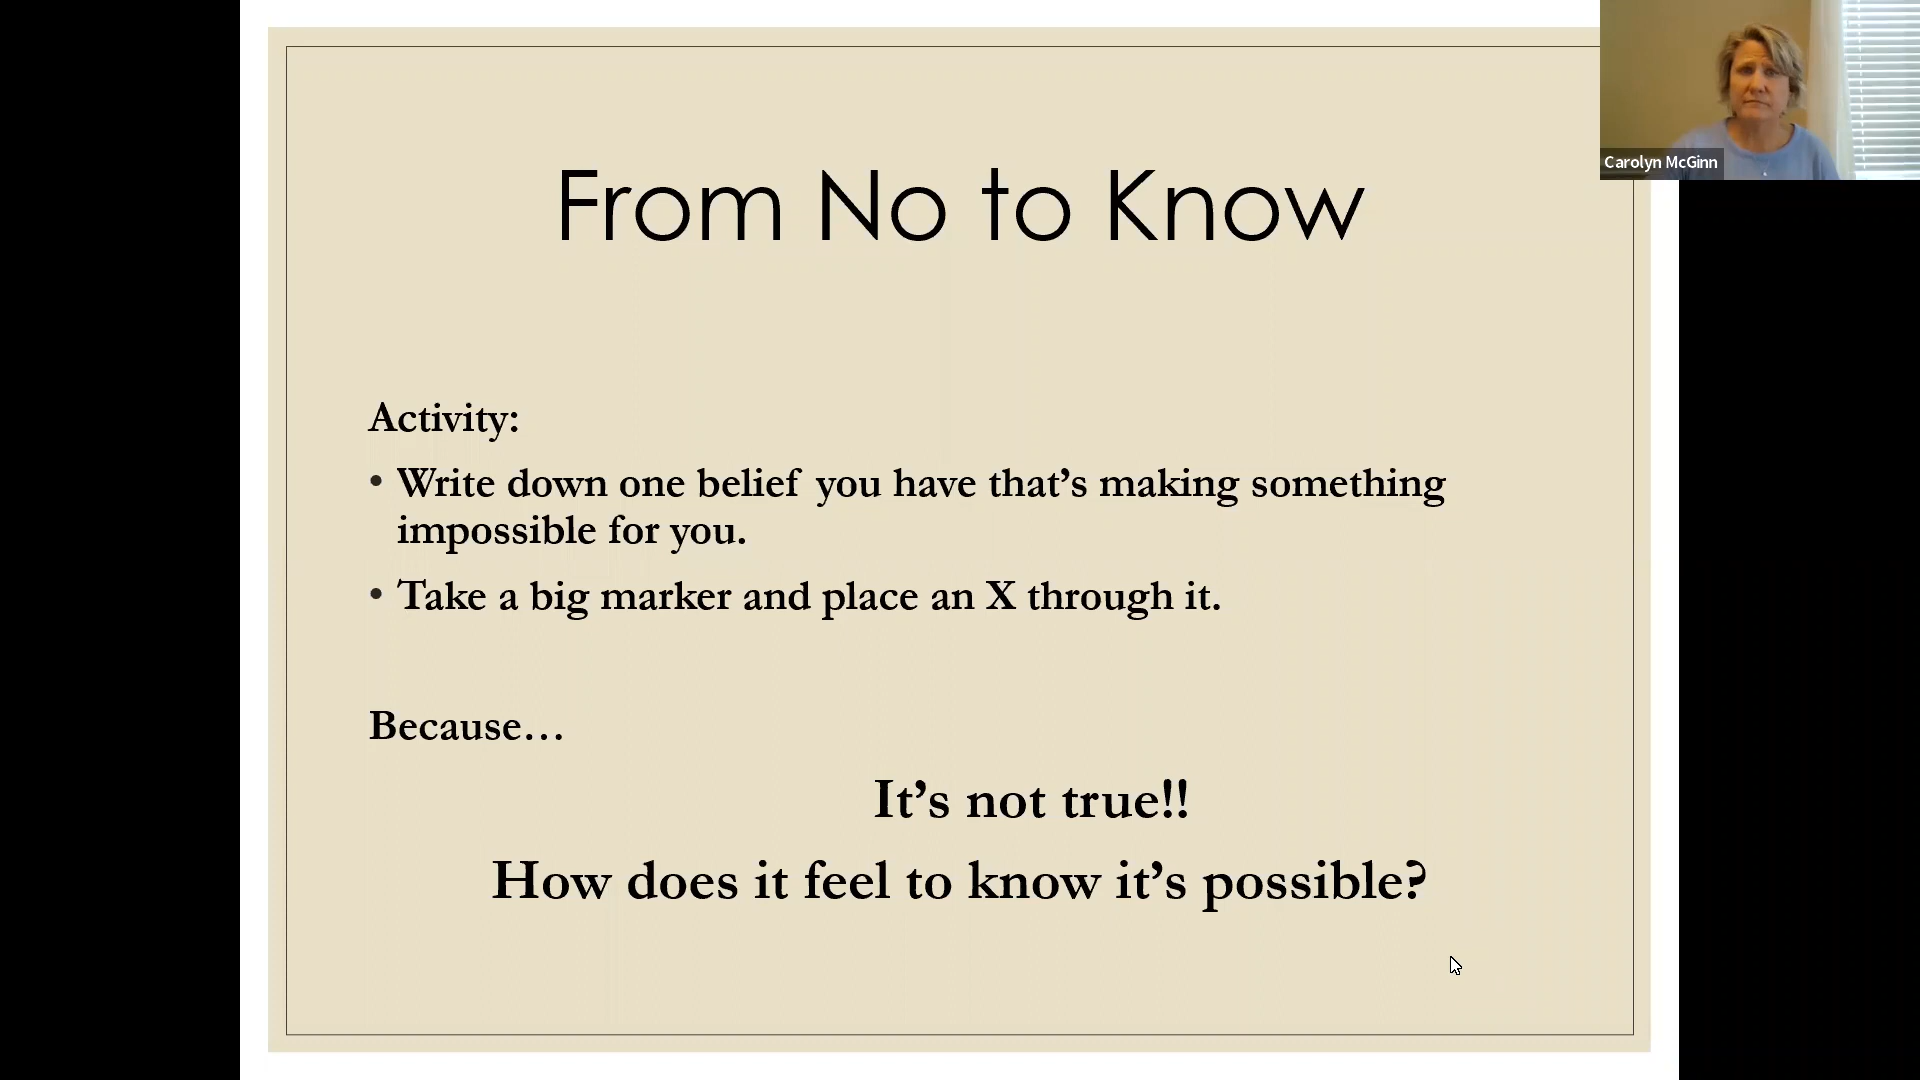 From No to Know
Carolyn McGinn
Activity:
• Write down one belief you have that’s making something
impossible for you.
• Take a big marker and place an X through it.
Because…
It’s not true!!
How does it feel to know it’s possible?